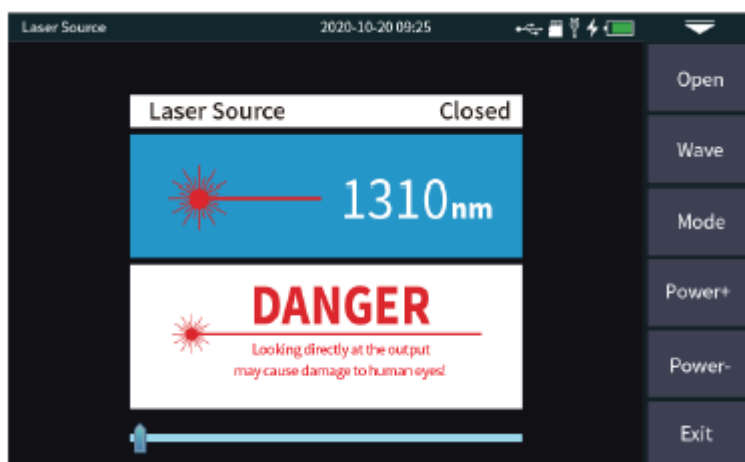 Laser Source 2020-10-20 09:25
Open
Laser Source Closed
Wave
1310nm
Mode
DANGER
Power+
Looking directly at the output
may cause damage to human eyes!
Power-
Exit